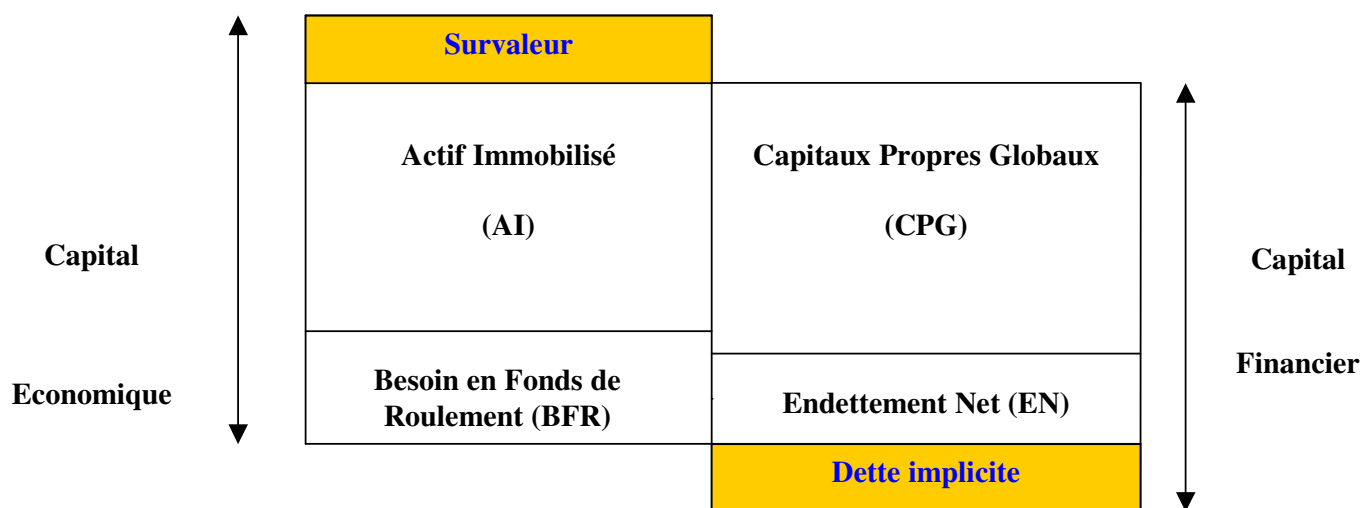 Survaleur
Actif Immobilisé
(AI)
Capitaux Propres Globaux
(CPG)
Capital
Economique
Capital
Financier
Besoin en Fonds de
Roulement (BFR)
Endettement Net (EN)
Dette implicite